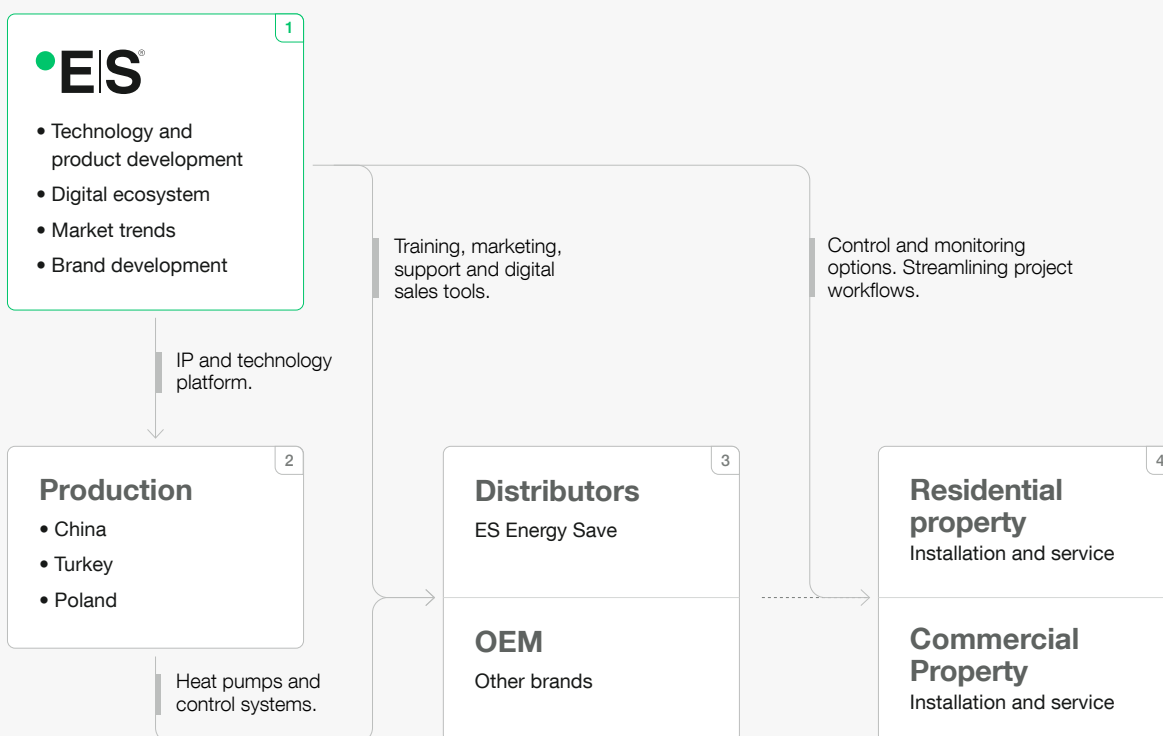 1
E|S®
• Technology and
product development
• Digital ecosystem
• Market trends
• Brand development
Training, marketing,
support and digital
sales tools.
Control and monitoring
options. Streamlining project
workflows.
IP and technology
platform.
2
Production
• China
• Turkey
• Poland
Heat pumps and
control systems.
3
Distributors
ES Energy Save
OEM
Other brands
4
Residential
property
Installation and service
Commercial
Property
Installation and service